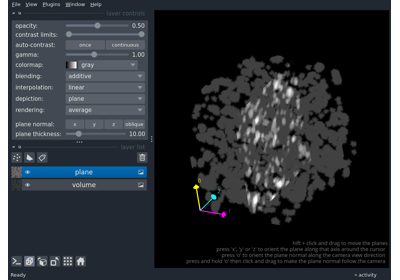 File View Plugins Window Help
layer controls
opacity: 0.50
contrast limits:
auto-contrast: once continuous
gamma: 1.00
colormap: gray
blending: additive
interpolation: linear
depiction: plane
rendering: average
plane normal: x y z oblique
plane thickness: 10.00
layer list
plane
volume
shift + click and drag to move the planes
press 'x', 'y' or 'z' to orient the plane along that axis around the cursor
press 'o' to orient the plane normal along the camera view direction
press and hold 'o' then click and drag to make the plane normal follow the camera
Ready
activity